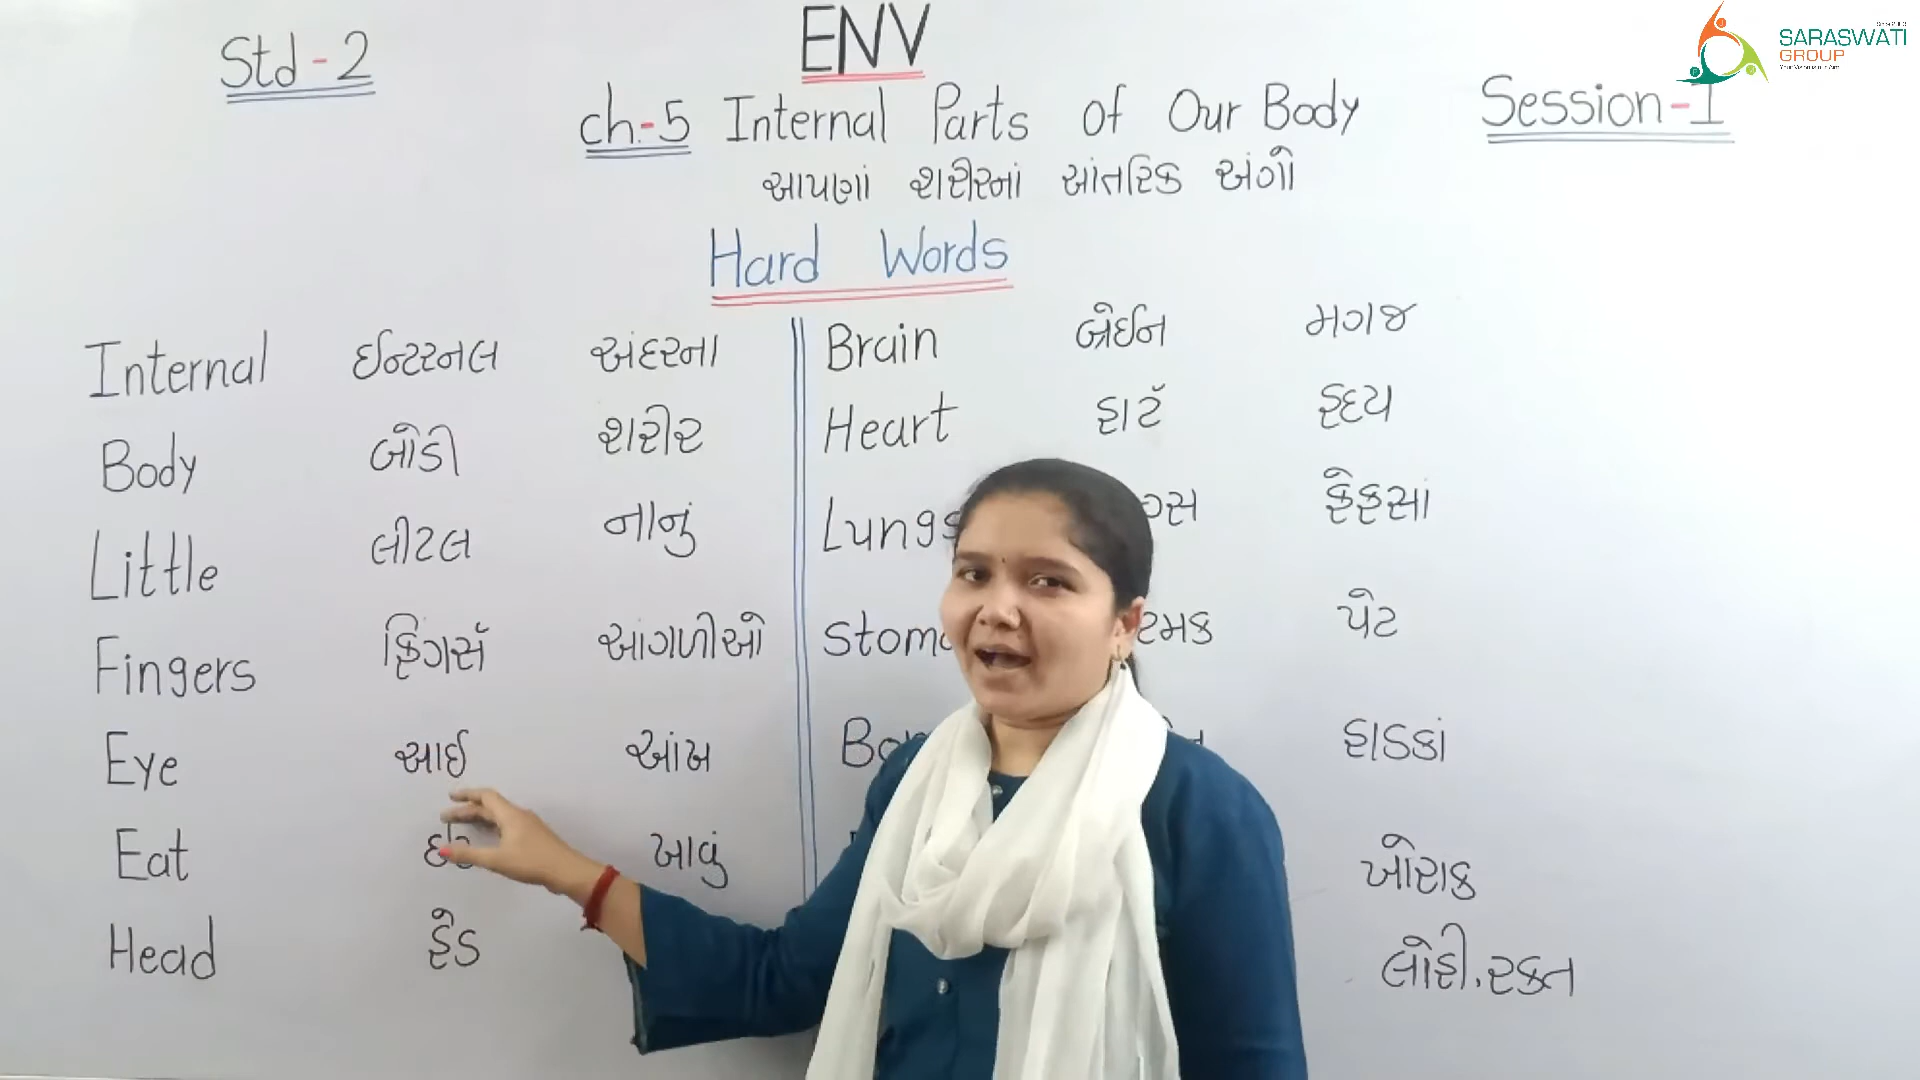 Std-2
ENV
SARASWATI
GROUP
ch.-5 Internal Parts of Our Body
Session-1
આપણાં શરીરનાં આંતરિક અંગો
Hard Words
Internal ઈન્ટરનલ અંદરના
Body બોડી શરીર
Little લીટલ નાનું
Fingers ફિંગર્સ આંગળીઓ
Eye આઈ આંખ
Eat ખાવું
Head હેડ
Brain બ્રેઈન મગજ
Heart હાર્ટ હૃદય
Lungs ફેફસાં
પેટ
હાડકાં
ખોરાક
લોહી.રક્ત